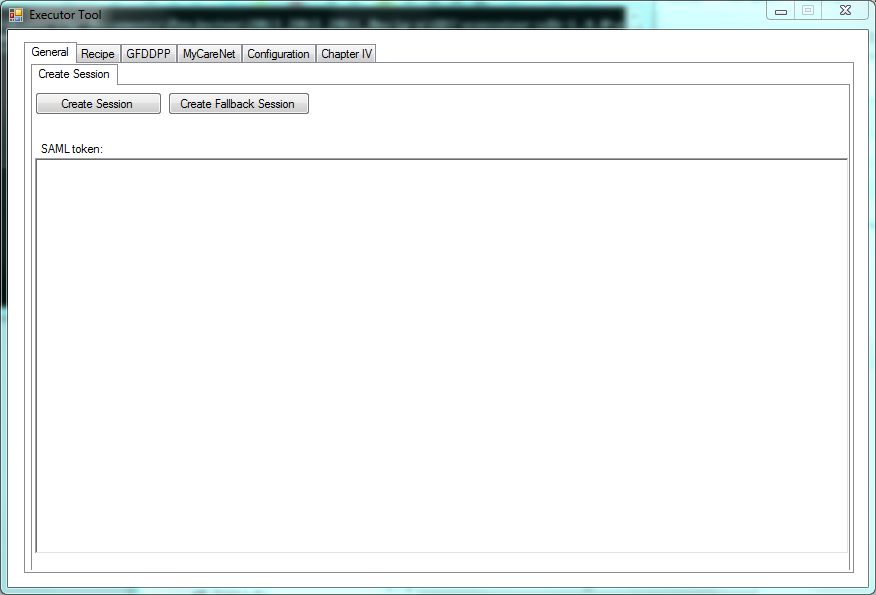 Executor Tool
General Recipe GFDDPP MyCareNet Configuration Chapter IV
Create Session
Create Session Create Fallback Session
SAML token: